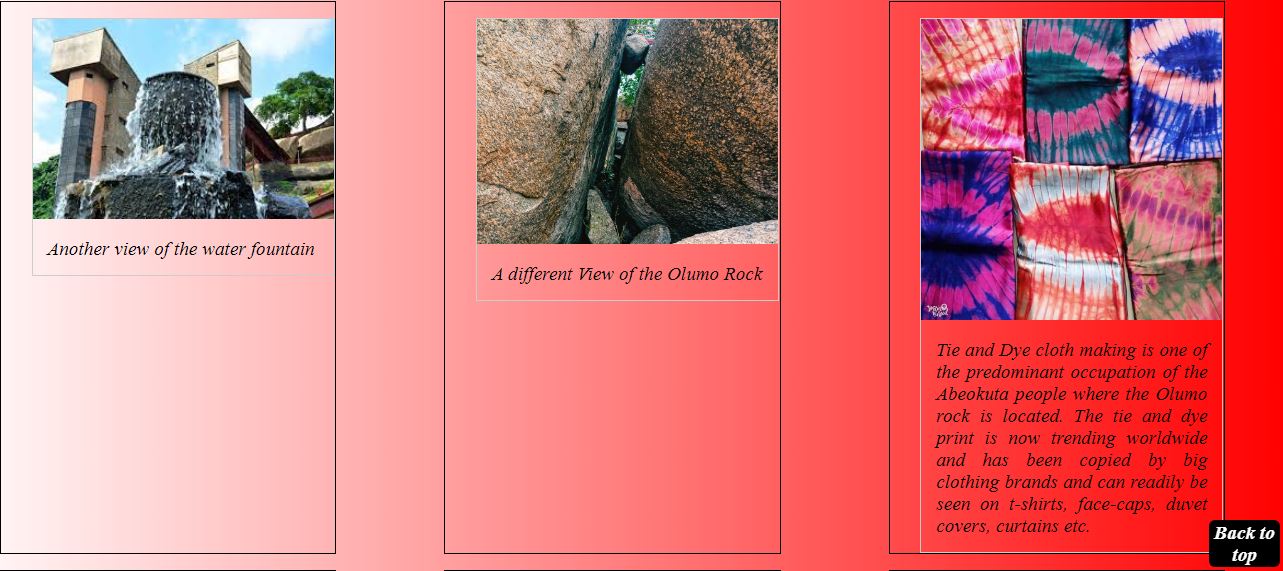 Another view of the water fountain
A different View of the Olumo Rock
Tie and Dye cloth making is one of
the predominant occupation of the
Abeokuta people where the Olumo
rock is located. The tie and dye
print is now trending worldwide
and has been copied by big
clothing brands and can readily be
seen on t-shirts, face-caps, duvet
covers, curtains etc.
Back to
top